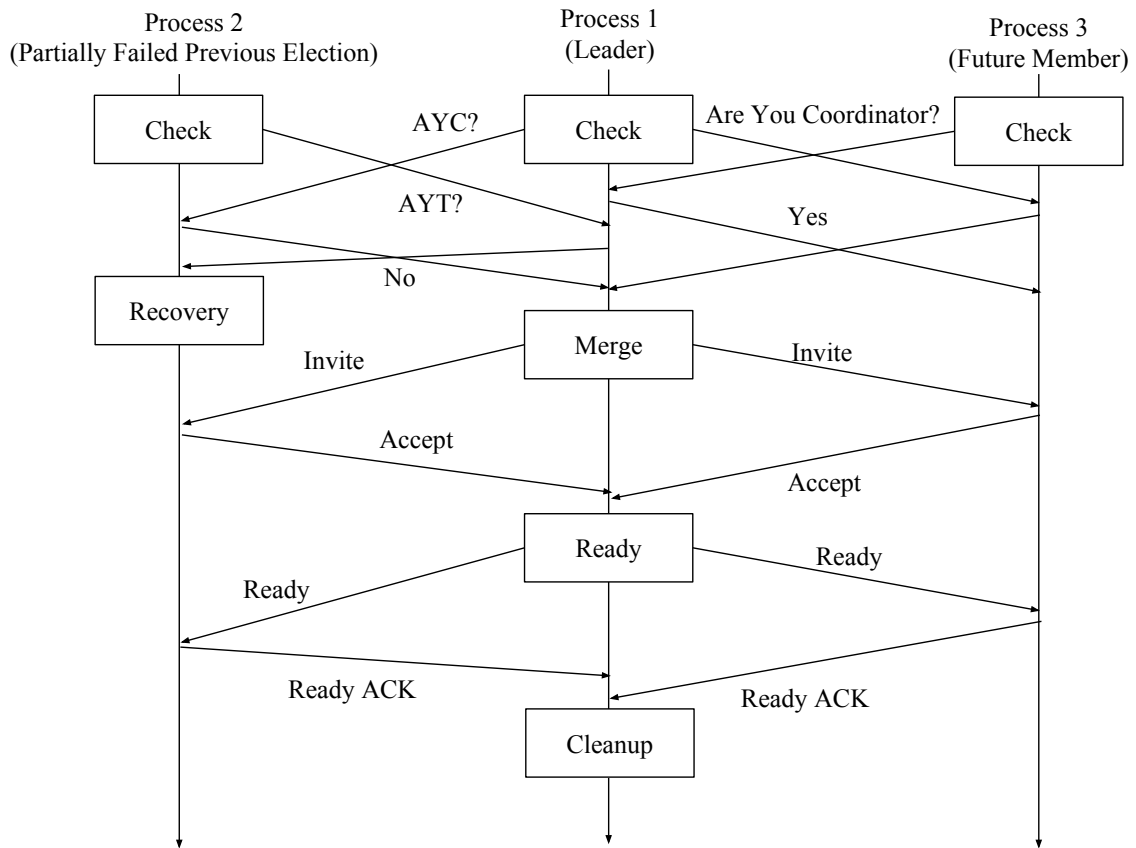 Process 2
(Partially Failed Previous Election)
Process 1
(Leader)
Process 3
(Future Member)
Check
AYC?
Check
Are You Coordinator?
Check
AYT?
Yes
No
Recovery
Invite
Merge
Invite
Accept
Accept
Ready
Ready
Ready
Ready ACK
Ready ACK
Cleanup